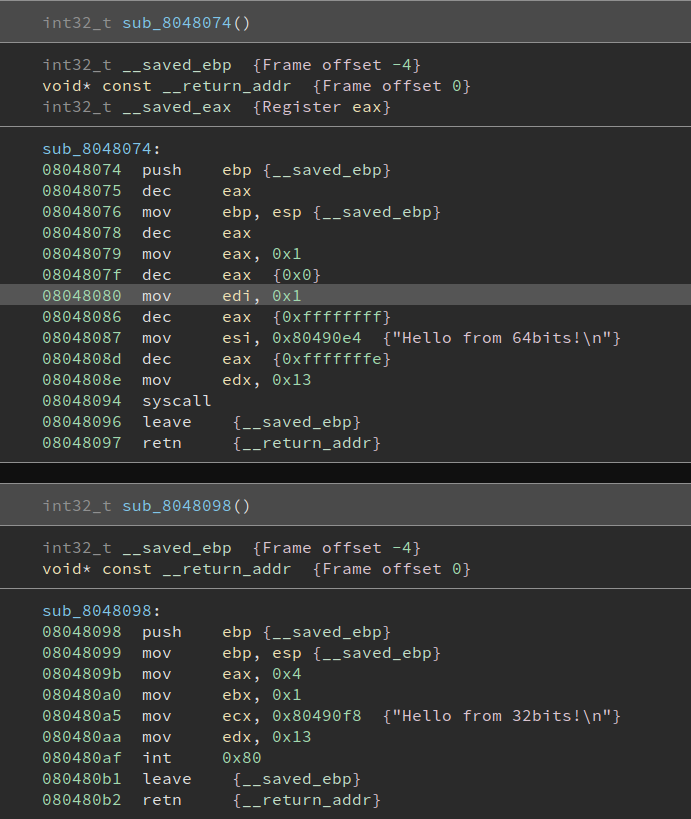 int32_t sub_8048074()
int32_t __saved_ebp {Frame offset -4}
void* const __return_addr {Frame offset 0}
int32_t __saved_eax {Register eax}
sub_8048074:
08048074 push ebp {__saved_ebp}
08048075 dec eax
08048076 mov ebp, esp {__saved_ebp}
08048078 dec eax
08048079 mov eax, 0x1
0804807f dec eax {0x0}
08048080 mov edi, 0x1
08048086 dec eax {0xffffffff}
08048087 mov esi, 0x80490e4 {"Hello from 64bits!\n"}
0804808d dec eax {0xfffffffe}
0804808e mov edx, 0x13
08048094 syscall
08048096 leave {__saved_ebp}
08048097 retn {__return_addr}
int32_t sub_8048098()
int32_t __saved_ebp {Frame offset -4}
void* const __return_addr {Frame offset 0}
sub_8048098:
08048098 push ebp {__saved_ebp}
08048099 mov ebp, esp {__saved_ebp}
0804809b mov eax, 0x4
080480a0 mov ebx, 0x1
080480a5 mov ecx, 0x80490f8 {"Hello from 32bits!\n"}
080480aa mov edx, 0x13
080480af int 0x80
080480b1 leave {__saved_ebp}
080480b2 retn {__return_addr}